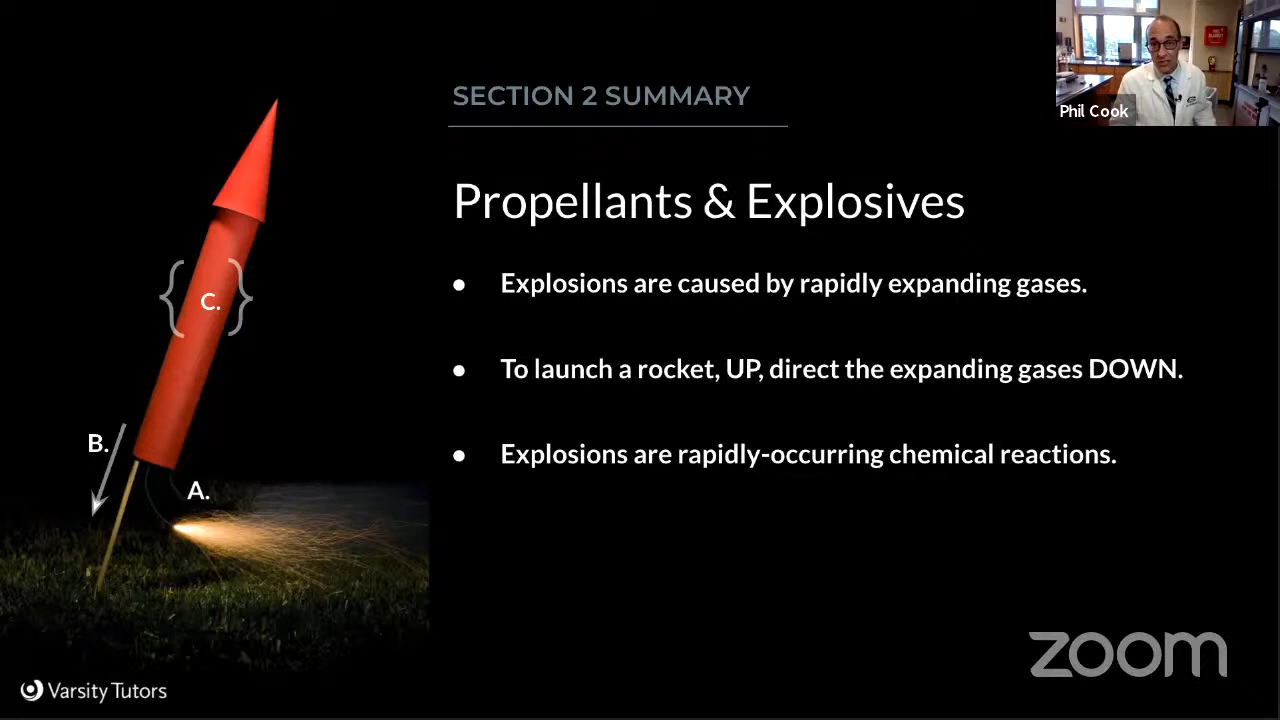 Phil Cook
SECTION 2 SUMMARY
Propellants & Explosives
• Explosions are caused by rapidly expanding gases.
• To launch a rocket, UP, direct the expanding gases DOWN.
• Explosions are rapidly-occurring chemical reactions.
C.
B.
A.
zoom
Varsity Tutors